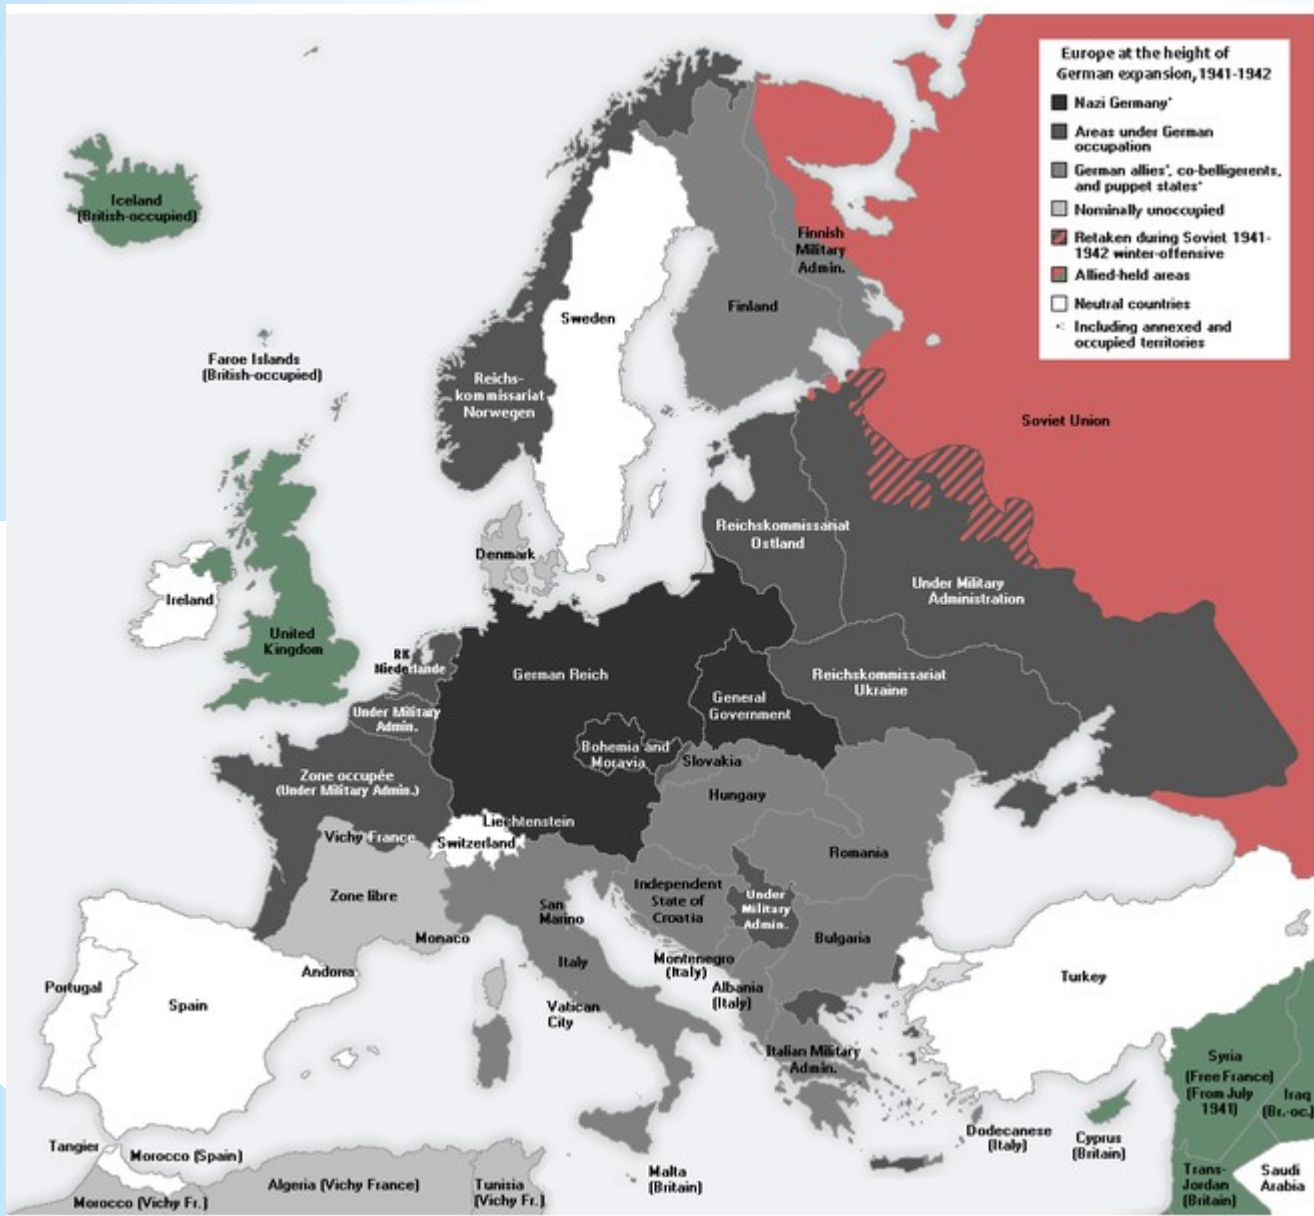 Europe at the height of
German expansion, 1941-1942
Nazi Germany*
Areas under German
occupation
German allies*, co-belligerents,
and puppet states*
Nominally unoccupied
Retaken during Soviet 1941-
1942 winter-offensive
Allied-held areas
Neutral countries
Including annexed and
occupied territories
Iceland
(British-occupied)
Finnish
Military
Admin.
Finland
Sweden
Faroe Islands
(British-occupied)
Reichs-
kommissariat
Norwegen
Soviet Union
Reichskommissariat
Ostland
Denmark
Under Military
Administration
Ireland
United
Kingdom
RK
Niederlande
German Reich
Reichskommissariat
Ukraine
General
Government
Under Military
Admin.
Bohemia and
Moravia
Slovakia
Zone occupée
(Under Military Admin.)
Hungary
Liechtenstein
Vichy France
Switzerland
Romania
Zone libre
Independent
State of
Croatia
Under
Military
Admin.
San
Marino
Monaco
Bulgaria
Montenegro
(Italy)
Italy
Andorra
Turkey
Portugal
Spain
Albania
(Italy)
Vatican
City
Italian Military
Admin.
Syria
(Free France)
(From July
1941)
Iraq
(Br.-oc.)
Dodecanese
(Italy)
Cyprus
(Britain)
Tangier
Morocco (Spain)
Malta
(Britain)
Trans-
Jordan
(Britain)
Saudi
Arabia
Algeria (Vichy France)
Tunisia
(Vichy Fr.)
Morocco (Vichy Fr.)